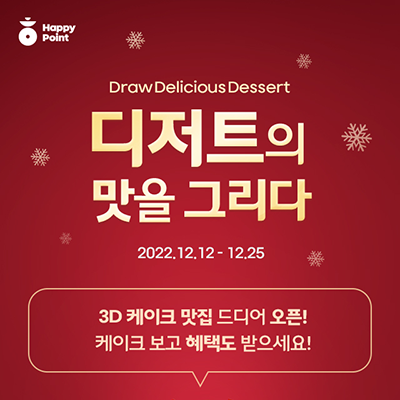 Happy
Point
Draw Delicious Dessert
디저트의
맛을 그리다
2022.12.12 - 12.25
3D 케이크 맛집 드디어 오픈!
케이크 보고 혜택도 받으세요!